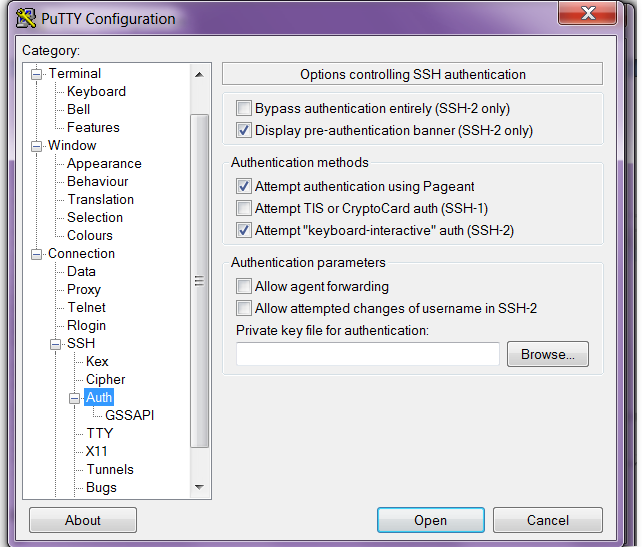 PuTTY Configuration
Category:
Terminal
Keyboard
Bell
Features
Window
Appearance
Behaviour
Translation
Selection
Colours
Connection
Data
Proxy
Telnet
Rlogin
SSH
Kex
Cipher
Auth
GSSAPI
TTY
X11
Tunnels
Bugs
Options controlling SSH authentication
Bypass authentication entirely (SSH-2 only)
Display pre-authentication banner (SSH-2 only)
Authentication methods
Attempt authentication using Pageant
Attempt TIS or CryptoCard auth (SSH-1)
Attempt "keyboard-interactive" auth (SSH-2)
Authentication parameters
Allow agent forwarding
Allow attempted changes of username in SSH-2
Private key file for authentication:
Browse...
About
Open
Cancel